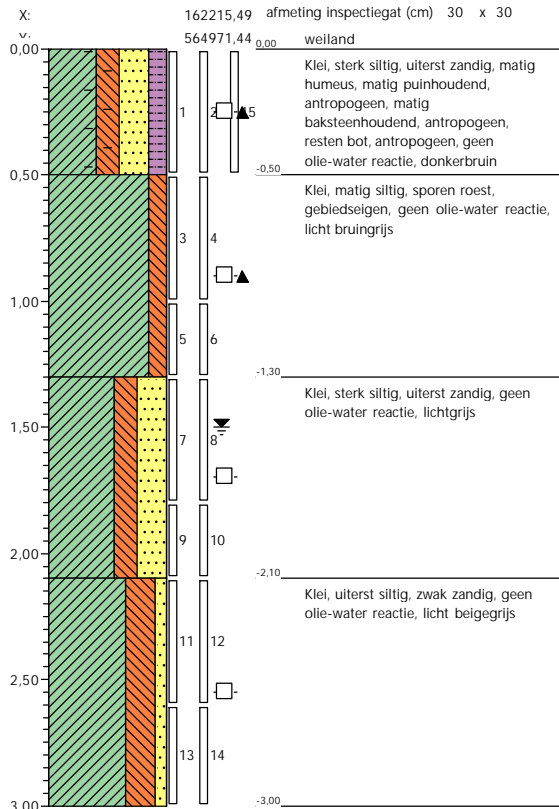 X: 162215,49 afmeting inspectiegat (cm) 30 x 30
564971,44 weiland
0,00 0,00
Klei, sterk siltig, uiterst zandig, matig
humeus, matig puinhoudend,
antropogeen, matig
1 2 15
baksteenhoudend, antropogeen,
resten bot, antropogeen, geen
olie-water reactie, donkerbruin
0,50 -0,50
Klei, matig siltig, sporen roest,
gebiedseigen, geen olie-water reactie,
licht bruingrijs
3 4
1,00
5 6
-1,30
Klei, sterk siltig, uiterst zandig, geen
olie-water reactie, lichtgrijs
1,50
7 8
9 10
2,00
-2,10
Klei, uiterst siltig, zwak zandig, geen
olie-water reactie, licht beigegrijs
11 12
2,50
13 14
3,00 -3,00